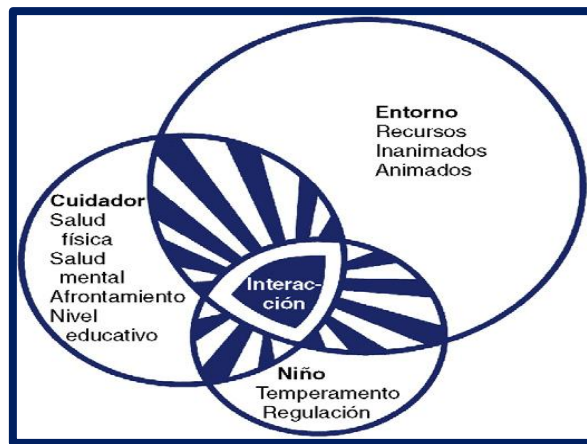 Entorno
Recursos
Inanimados
Animados
Cuidador
Salud
física
Salud
mental
Afrontamiento
Nivel
educativo
Interac-
ción
Niño
Temperamento
Regulación